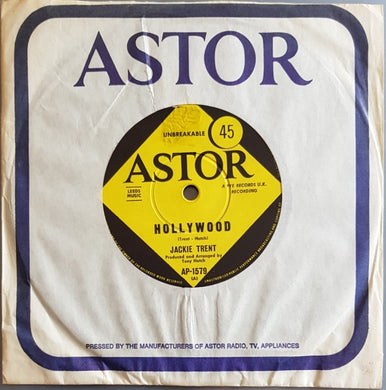 ASTOR
UNBREAKABLE 45
ASTOR
LEEDS
MUSIC
A PYE RECORDS U.K.
RECORDING
HOLLYWOOD
(Trent - Hatch)
JACKIE TRENT
Produced and Arranged by
Tony Hatch
AP-1579
(A)
ASTOR
PRESSED BY THE MANUFACTURERS OF ASTOR RADIO, TV, APPLIANCES